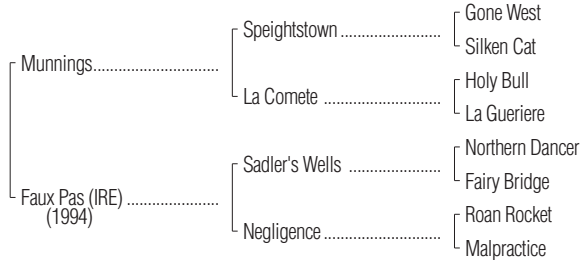 Gone West
Speightstown
Silken Cat
Munnings
Holy Bull
La Comete
La Gueriere
Northern Dancer
Sadler's Wells
Fairy Bridge
Faux Pas (IRE)
(1994)
Roan Rocket
Negligence
Malpractice